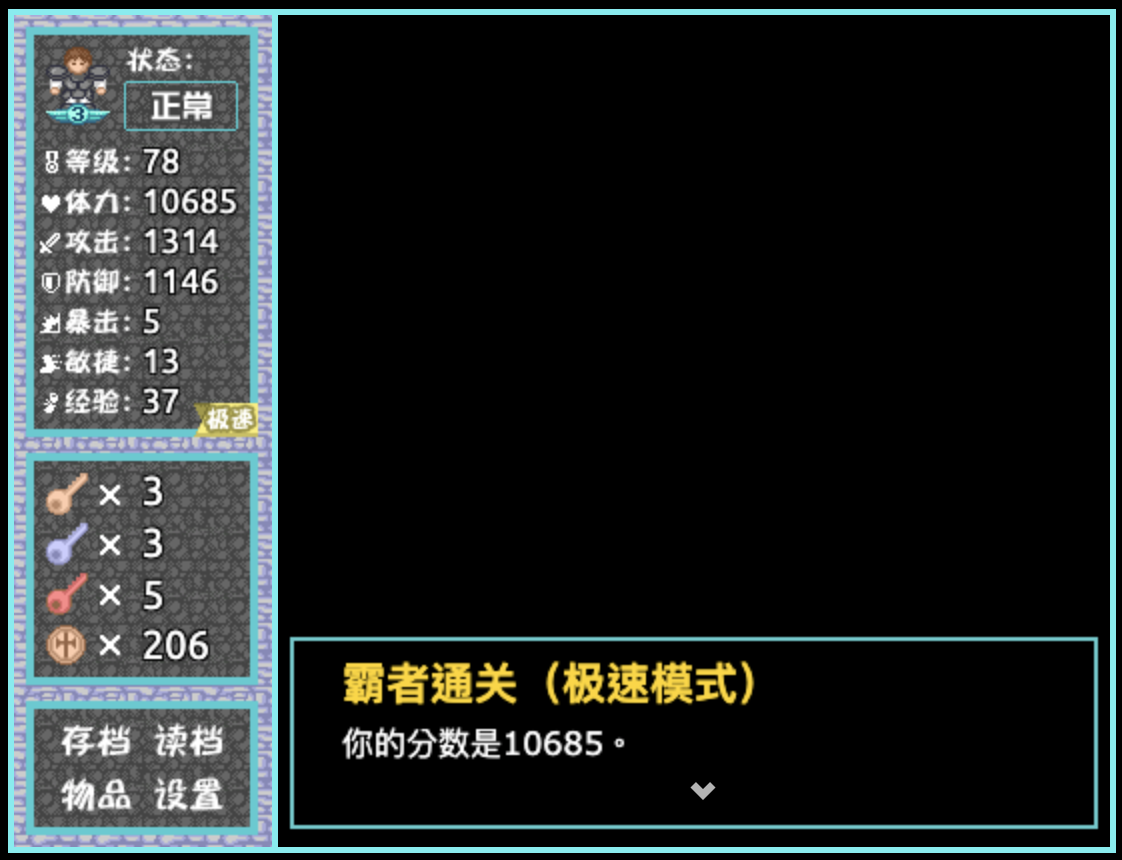 状态：
正常
3
等级：78
体力：10685
攻击：1314
防御：1146
暴击：5
敏捷：13
经验：37
极速
× 3
× 3
× 5
× 206
存档 读档
物品 设置
霸者通关（极速模式）
你的分数是10685。